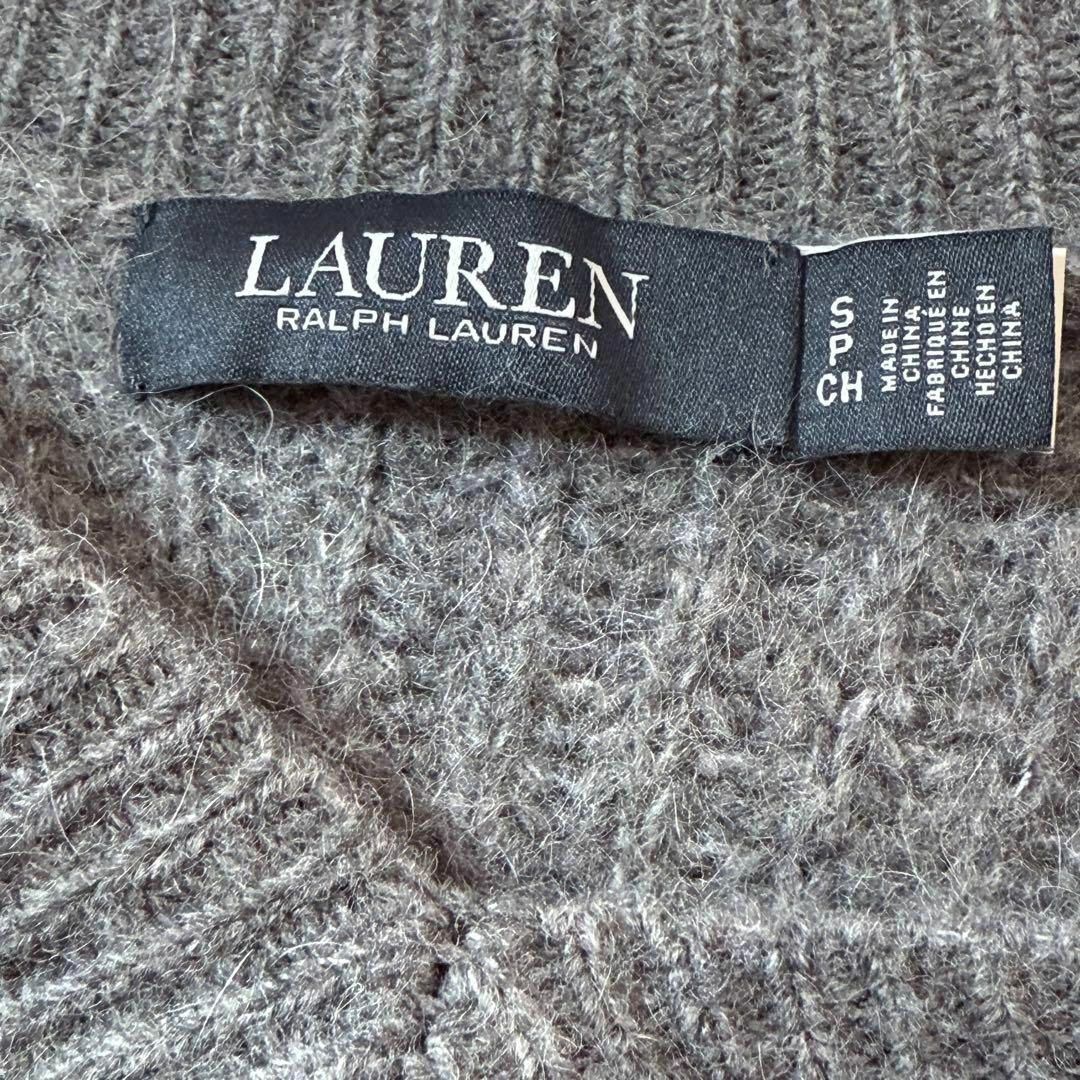 LAUREN
RALPH LAUREN
S
P
CH
MADE IN
CHINA
FABRIQUÉ EN
CHINE
HECHO EN
CHINA